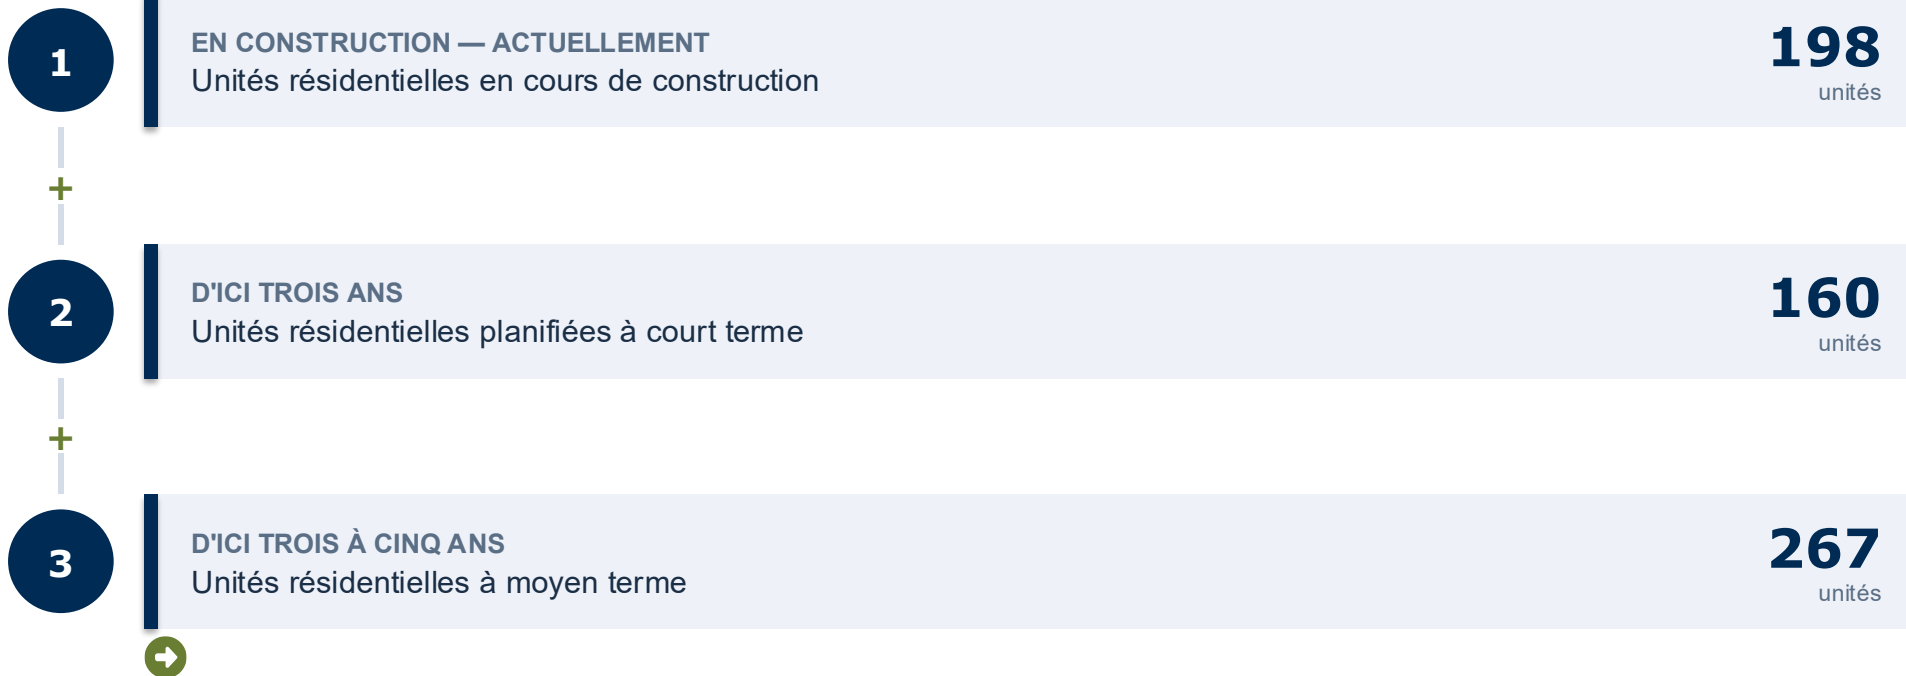 1
EN CONSTRUCTION — ACTUELLEMENT
Unités résidentielles en cours de construction
198
unités
+
2
D'ICI TROIS ANS
Unités résidentielles planifiées à court terme
160
unités
+
3
D'ICI TROIS À CINQ ANS
Unités résidentielles à moyen terme
267
unités